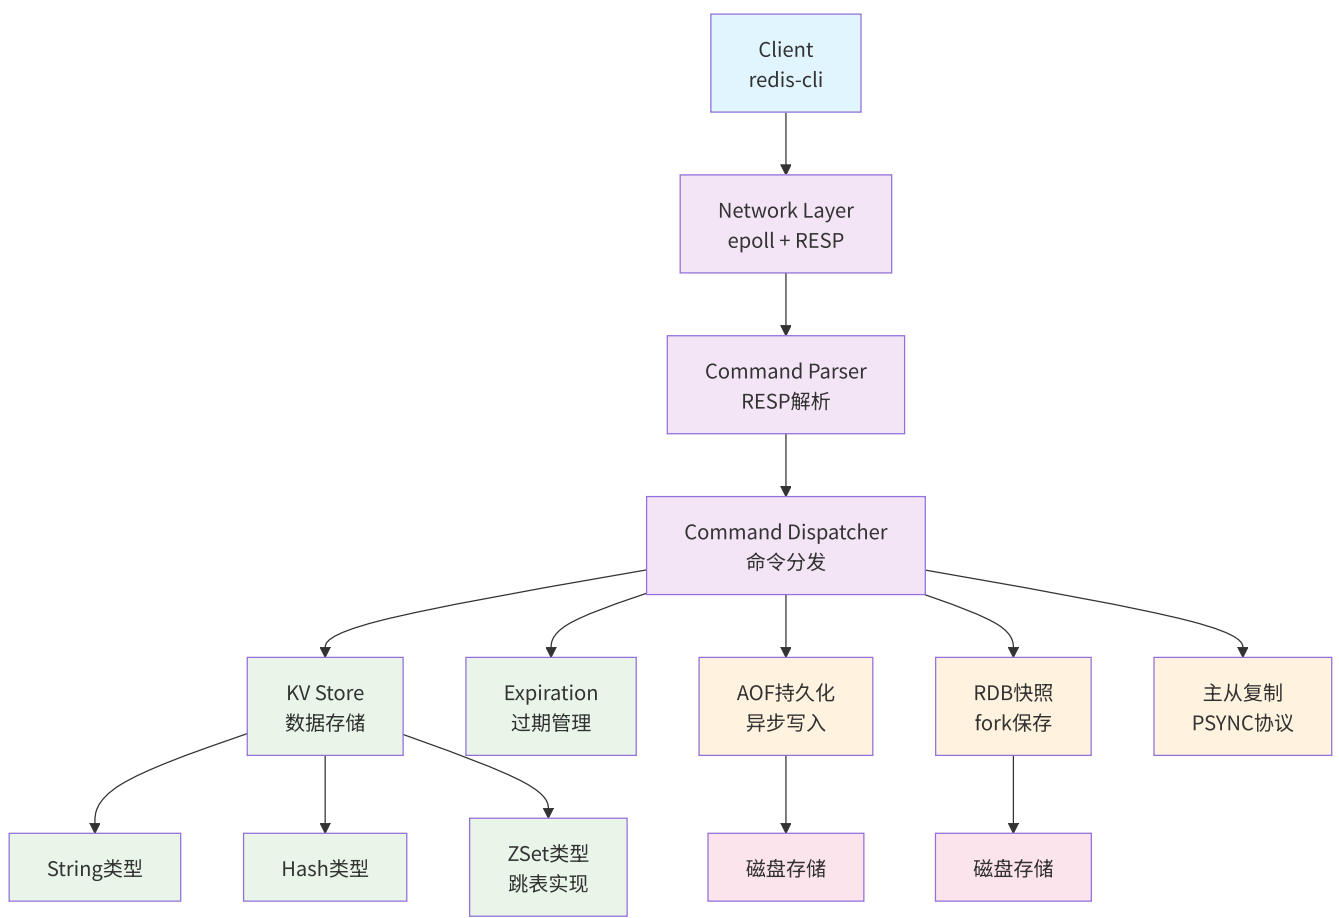 Client
redis-cli
Network Layer
epoll + RESP
Command Parser
RESP解析
Command Dispatcher
命令分发
KV Store
数据存储
Expiration
过期管理
AOF持久化
异步写入
RDB快照
fork保存
主从复制
PSYNC协议
String类型
Hash类型
ZSet类型
跳表实现
磁盘存储
磁盘存储